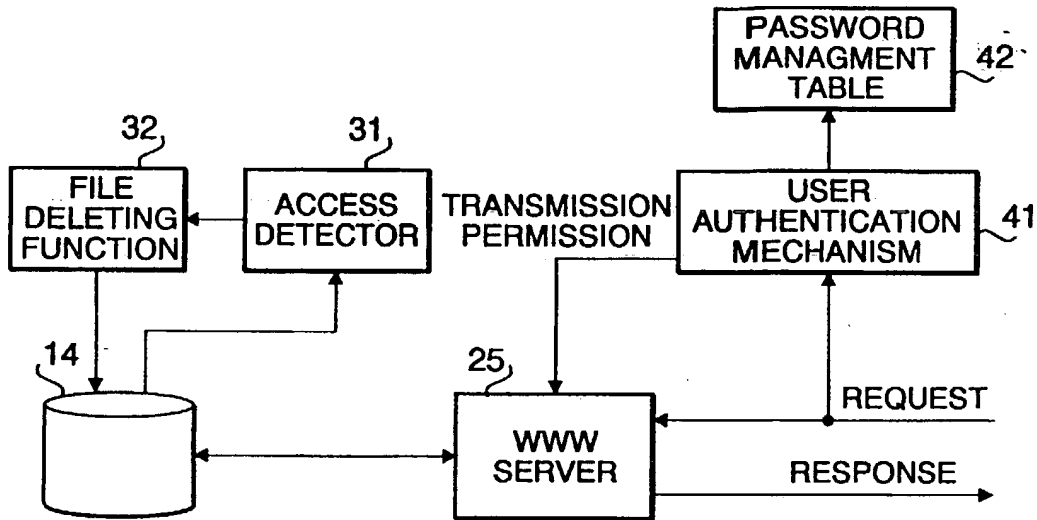 PASSWORD
MANAGMENT
TABLE
42
32
31
FILE
DELETING
FUNCTION
ACCESS
DETECTOR
TRANSMISSION
PERMISSION
USER
AUTHENTICATION
MECHANISM
41
14
25
WWW
SERVER
REQUEST
RESPONSE